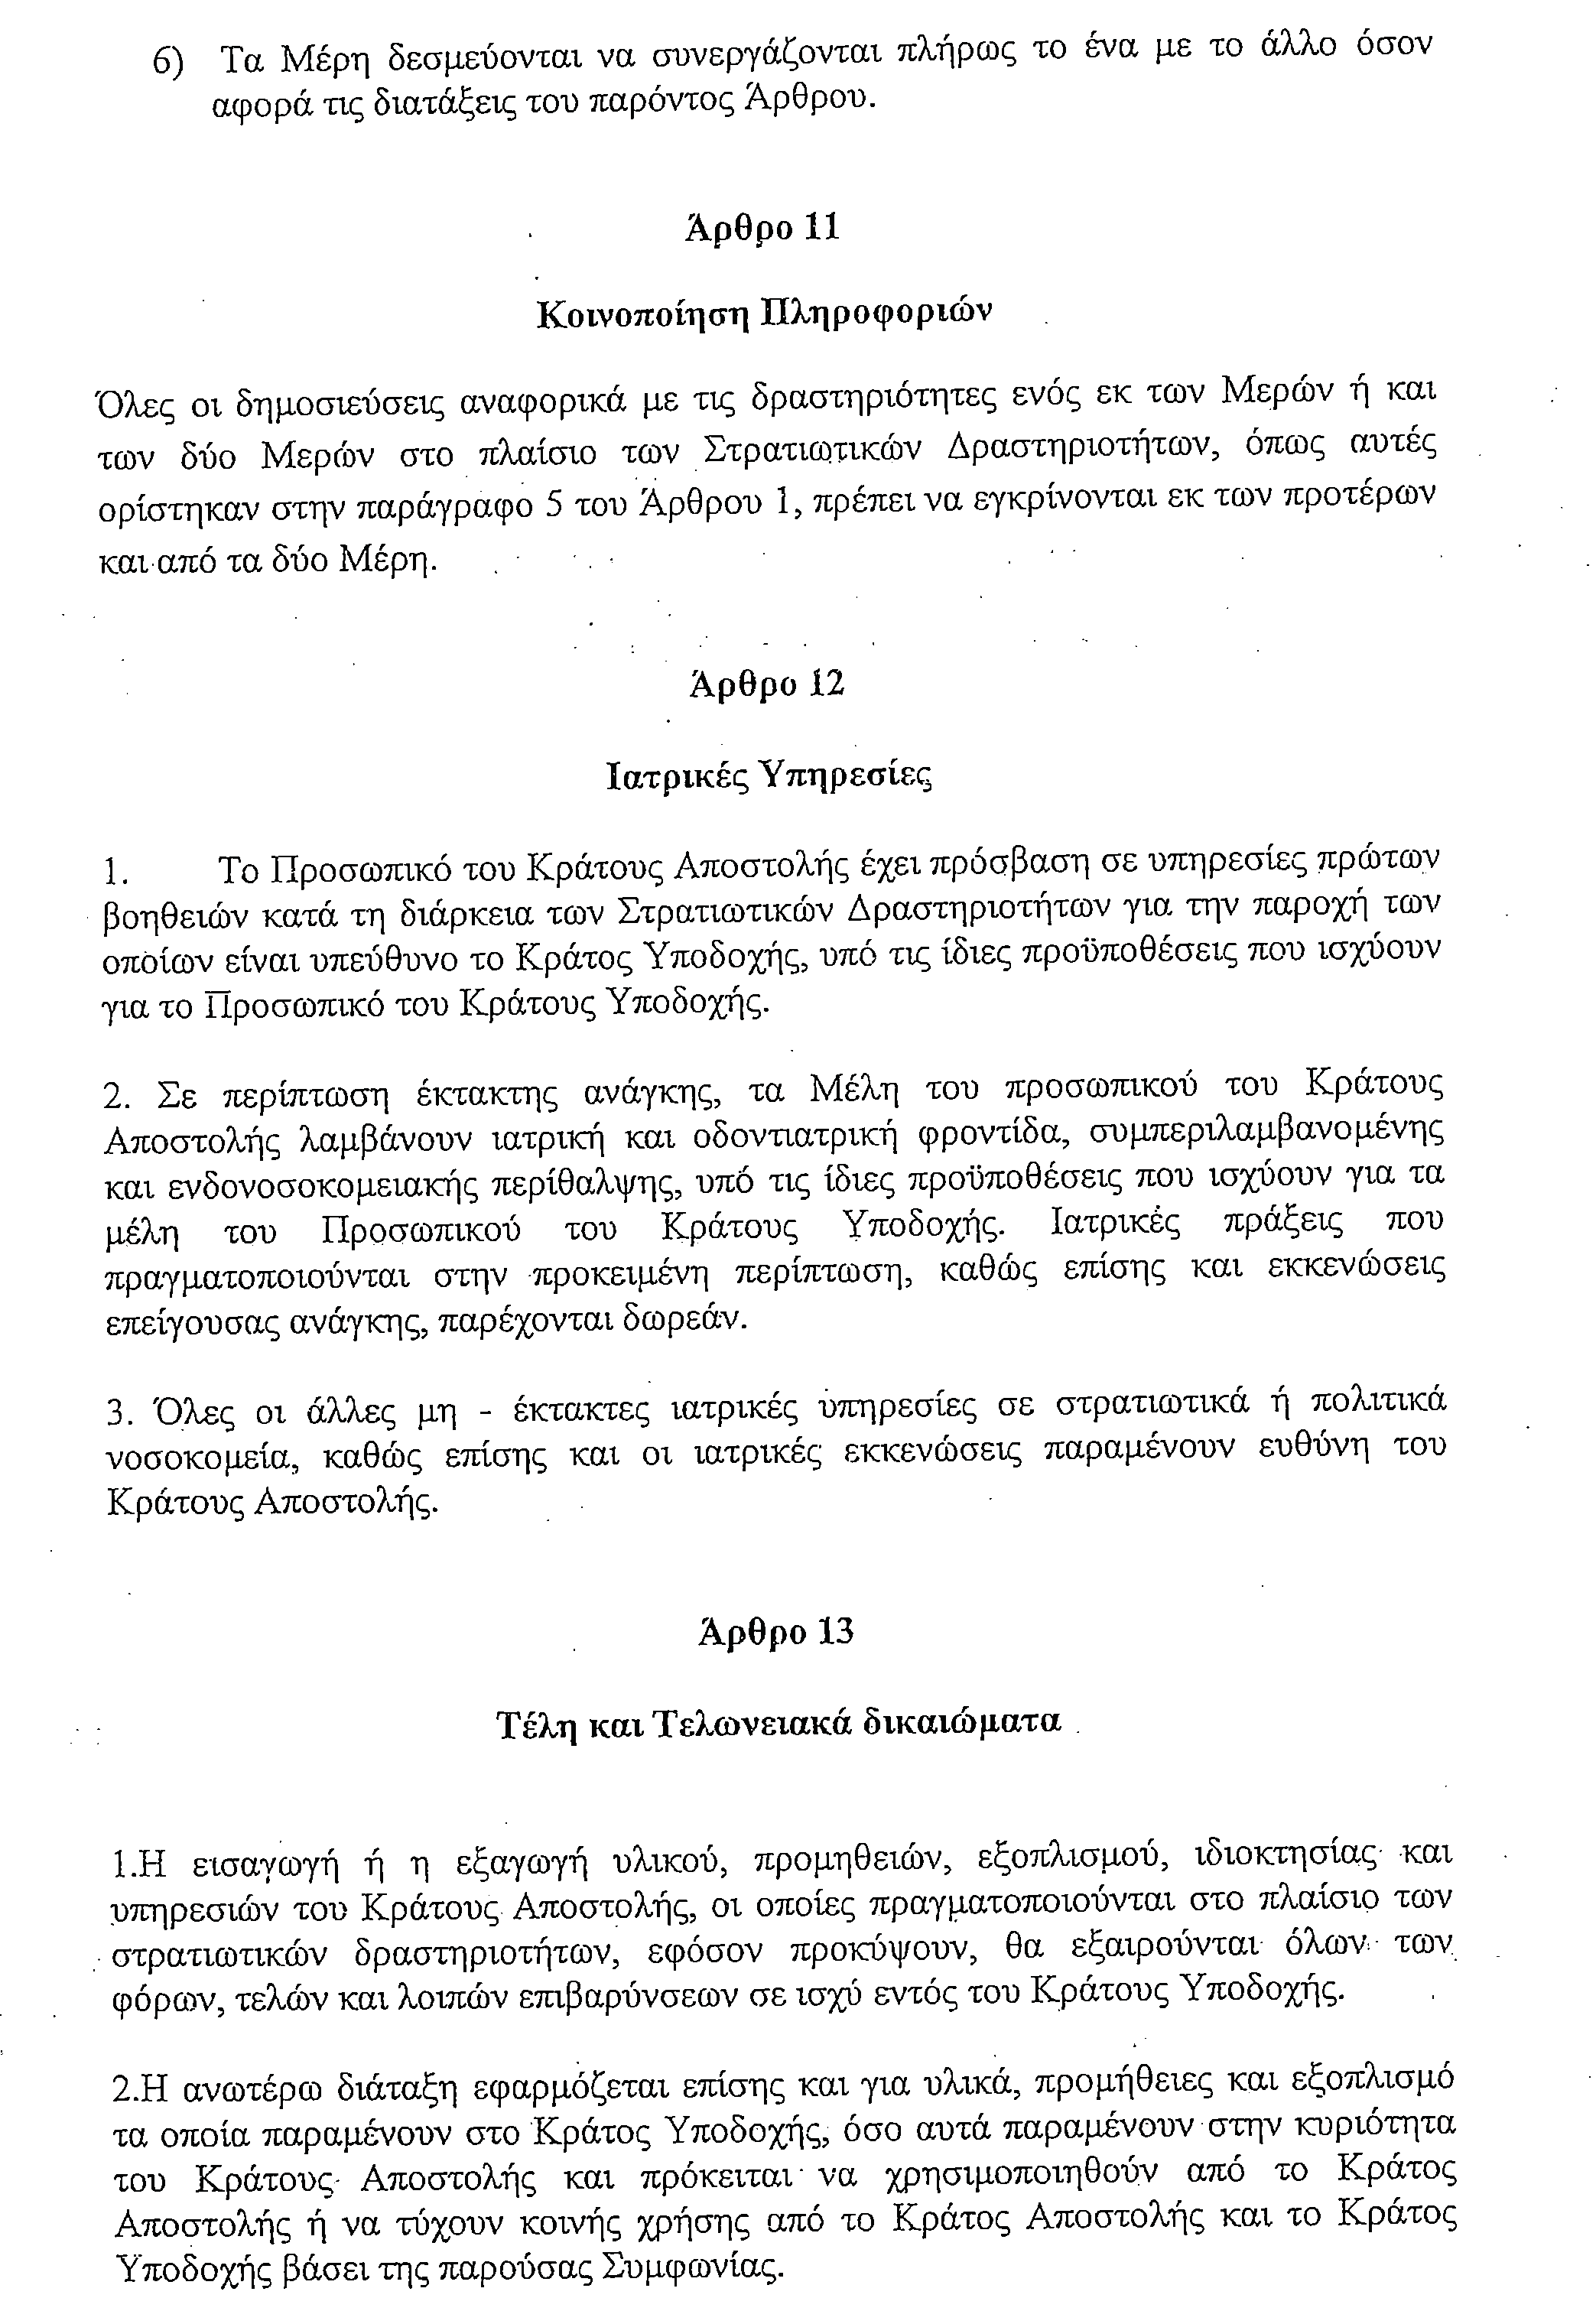 6) Τα Μέρη δεσμεύονται να συνεργάζονται πλήρως το ένα με το άλλο όσον
αφορά τις διατάξεις του παρόντος Άρθρου.
Άρθρο 11
Κοινοποίηση Πληροφοριών
Όλες οι δημοσιεύσεις αναφορικά με τις δραστηριότητες ενός εκ των Μερών ή και
των δύο Μερών στο πλαίσιο των Στρατιωτικών Δραστηριοτήτων, όπως αυτές
ορίστηκαν στην παράγραφο 5 του Άρθρου 1, πρέπει να εγκρίνονται εκ των προτέρων
και από τα δύο Μέρη.
Άρθρο 12
Ιατρικές Υπηρεσίες
1. Το Προσωπικό του Κράτους Αποστολής έχει πρόσβαση σε υπηρεσίες πρώτων
βοηθειών κατά τη διάρκεια των Στρατιωτικών Δραστηριοτήτων για την παροχή των
οποίων είναι υπεύθυνο το Κράτος Υποδοχής, υπό τις ίδιες προϋποθέσεις που ισχύουν
για το Προσωπικό του Κράτους Υποδοχής.
2. Σε περίπτωση έκτακτης ανάγκης, τα Μέλη του προσωπικού του Κράτους
Αποστολής λαμβάνουν ιατρική και οδοντιατρική φροντίδα, συμπεριλαμβανομένης
και ενδονοσοκομειακής περίθαλψης, υπό τις ίδιες προϋποθέσεις που ισχύουν για τα
μέλη του Προσωπικού του Κράτους Υποδοχής. Ιατρικές πράξεις που
πραγματοποιούνται στην προκειμένη περίπτωση, καθώς επίσης και εκκενώσεις
επείγουσας ανάγκης, παρέχονται δωρεάν.
3. Όλες οι άλλες μη - έκτακτες ιατρικές υπηρεσίες σε στρατιωτικά ή πολιτικά
νοσοκομεία, καθώς επίσης και οι ιατρικές εκκενώσεις παραμένουν ευθύνη του
Κράτους Αποστολής.
Άρθρο 13
Τέλη και Τελωνειακά δικαιώματα
1.Η εισαγωγή ή η εξαγωγή υλικού, προμηθειών, εξοπλισμού, ιδιοκτησίας και
υπηρεσιών του Κράτους Αποστολής, οι οποίες πραγματοποιούνται στο πλαίσιο των
στρατιωτικών δραστηριοτήτων, εφόσον προκύψουν, θα εξαιρούνται όλων των
φόρων, τελών και λοιπών επιβαρύνσεων σε ισχύ εντός του Κράτους Υποδοχής.
2.Η ανωτέρω διάταξη εφαρμόζεται επίσης και για υλικά, προμήθειες και εξοπλισμό
τα οποία παραμένουν στο Κράτος Υποδοχής, όσο αυτά παραμένουν στην κυριότητα
του Κράτους Αποστολής και πρόκειται να χρησιμοποιηθούν από το Κράτος
Αποστολής ή να τύχουν κοινής χρήσης από το Κράτος Αποστολής και το Κράτος
Υποδοχής βάσει της παρούσας Συμφωνίας.